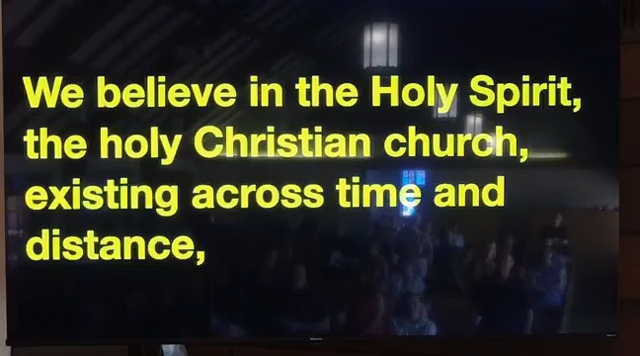 We believe in the Holy Spirit,
the holy Christian church,
existing across time and
distance,